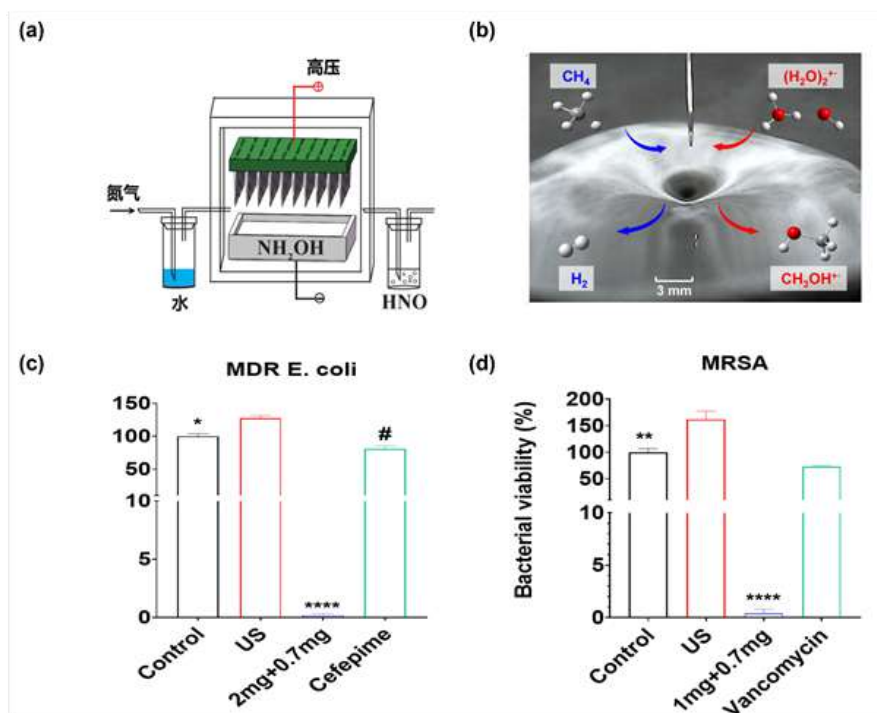 (a)
高压
氮气
NH₂OH
水
HNO
(b)
CH₄
(H₂O)₂⁺·
H₂
CH₃OH⁺·
3 mm
(c)
MDR E. coli
150
100
50
10
5
0
*
****
#
Control
US
2mg+0.7mg
Cefepime
(d)
MRSA
Bacterial viability (%)
200
150
100
50
10
5
0
**
****
Control
US
1mg+0.7mg
Vancomycin